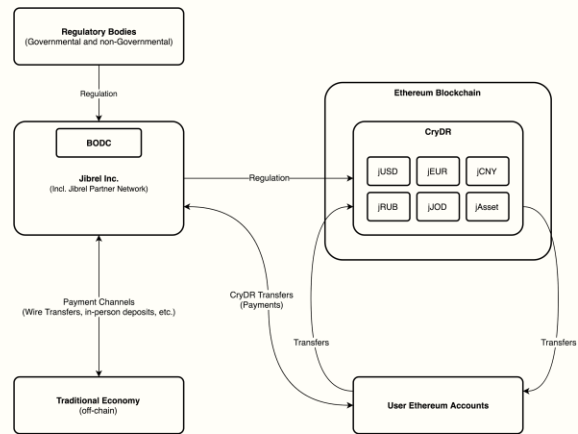 Regulatory Bodies
(Governmental and non-Governmental)
Regulation
Ethereum Blockchain
CryDR
BODC
Jibrel Inc.
(Incl. Jibrel Partner Network)
Regulation
jUSD
jEUR
jCNY
jRUB
jJOD
jAsset
Payment Channels
(Wire Transfers, in-person deposits, etc.)
CryDR Transfers
(Payments)
Transfers
Transfers
Traditional Economy
(off-chain)
User Ethereum Accounts